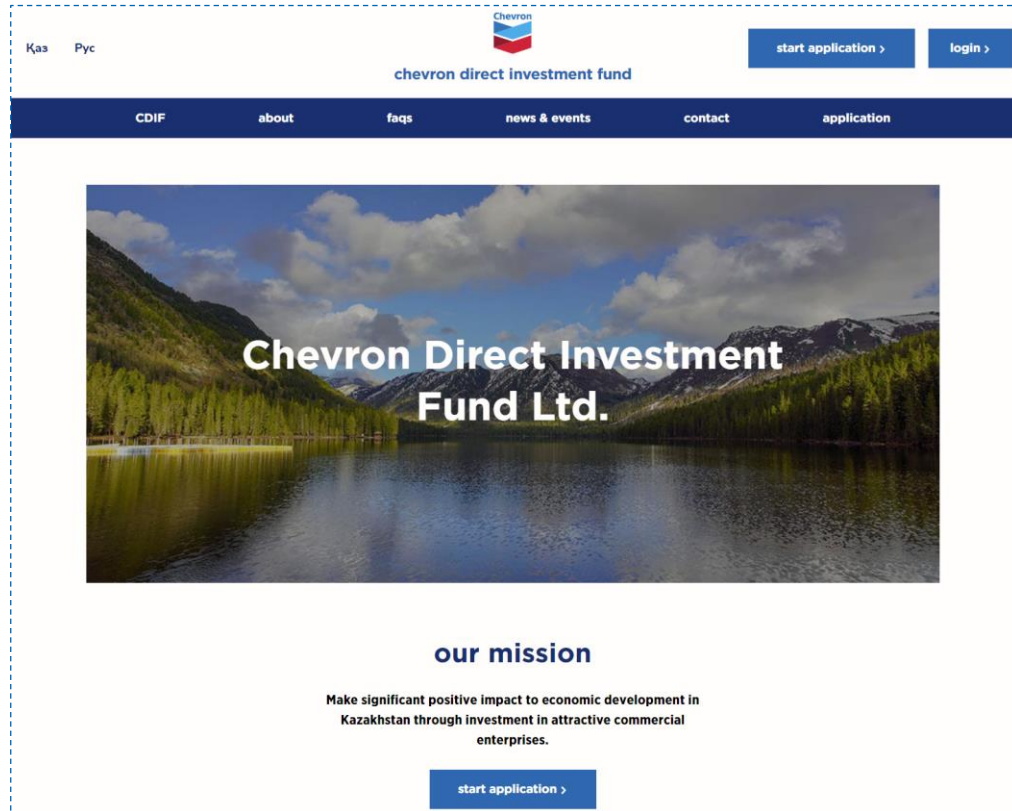 Қаз Рус
Chevron
chevron direct investment fund
start application >
login >
CDIF about faqs news & events contact application
Chevron Direct Investment
Fund Ltd.
our mission
Make significant positive impact to economic development in
Kazakhstan through investment in attractive commercial
enterprises.
start application >